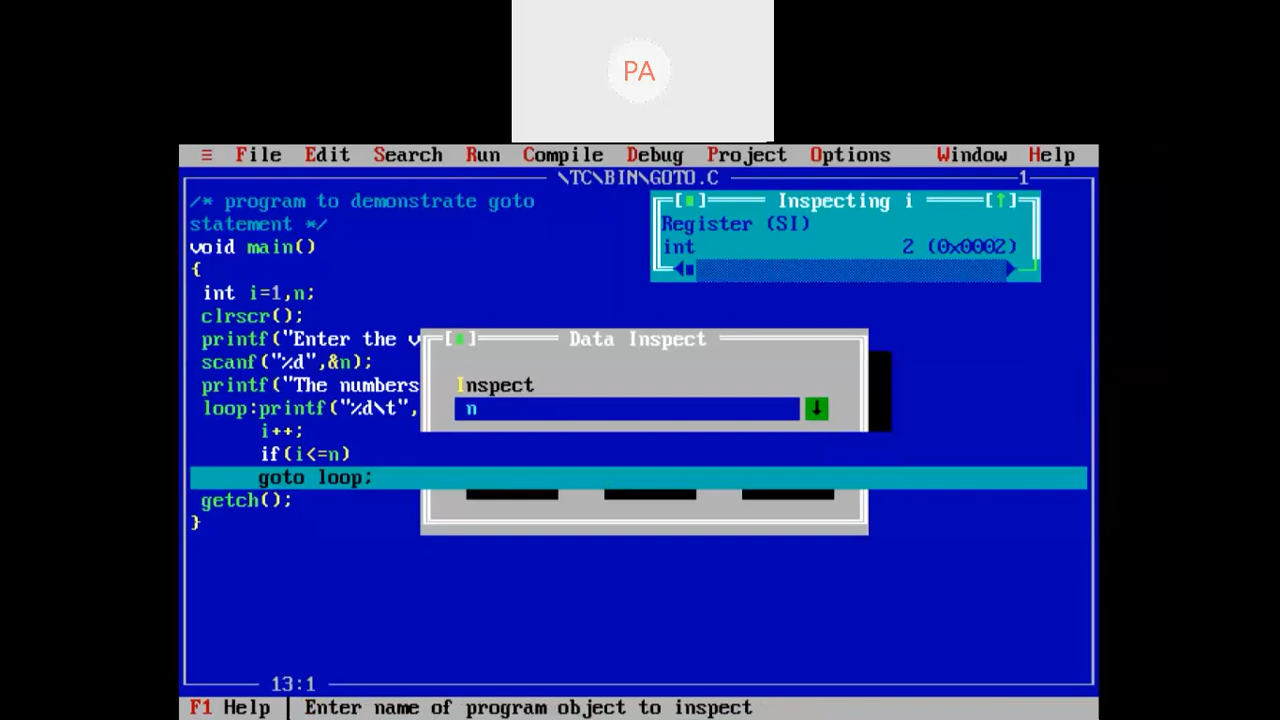 PA
≡ File Edit Search Run Compile Debug Project Options Window Help
\TC\BIN\GOTO.C 1
/* program to demonstrate goto
statement */
void main()
{
int i=1,n;
clrscr();
printf("Enter the v
scanf("%d",&n);
printf("The numbers
loop:printf("%d\t",
i++;
if(i<=n)
goto loop;
getch();
}
[■] Inspecting i [↑]
Register (SI)
int 2 (0x0002)
[■] Data Inspect
Inspect
n ↓
13:1
F1 Help | Enter name of program object to inspect